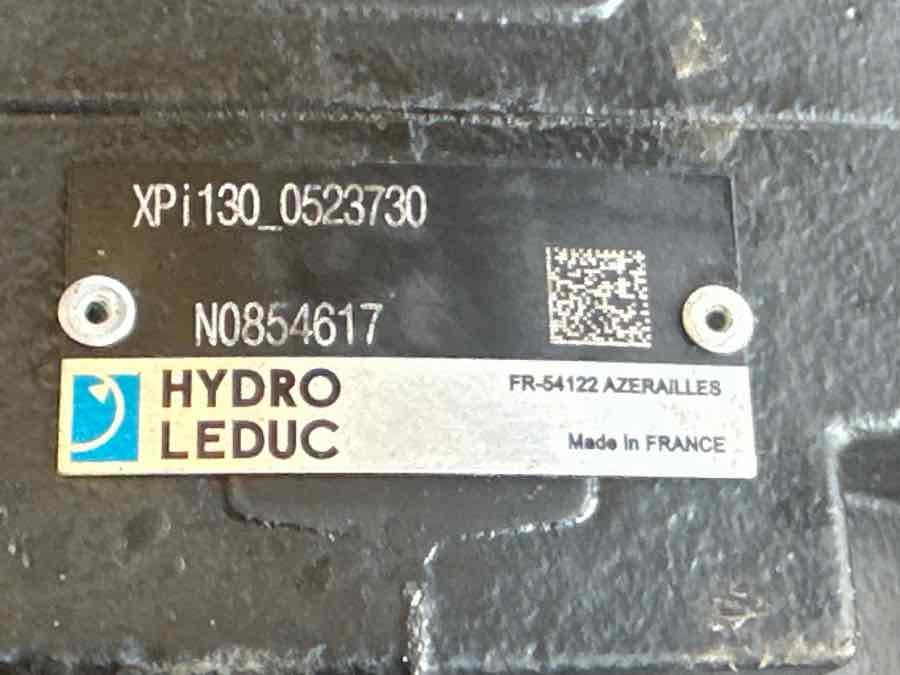 XPi130_0523730
N0854617
HYDRO
LEDUC
FR-54122 AZERAILLES
Made in FRANCE